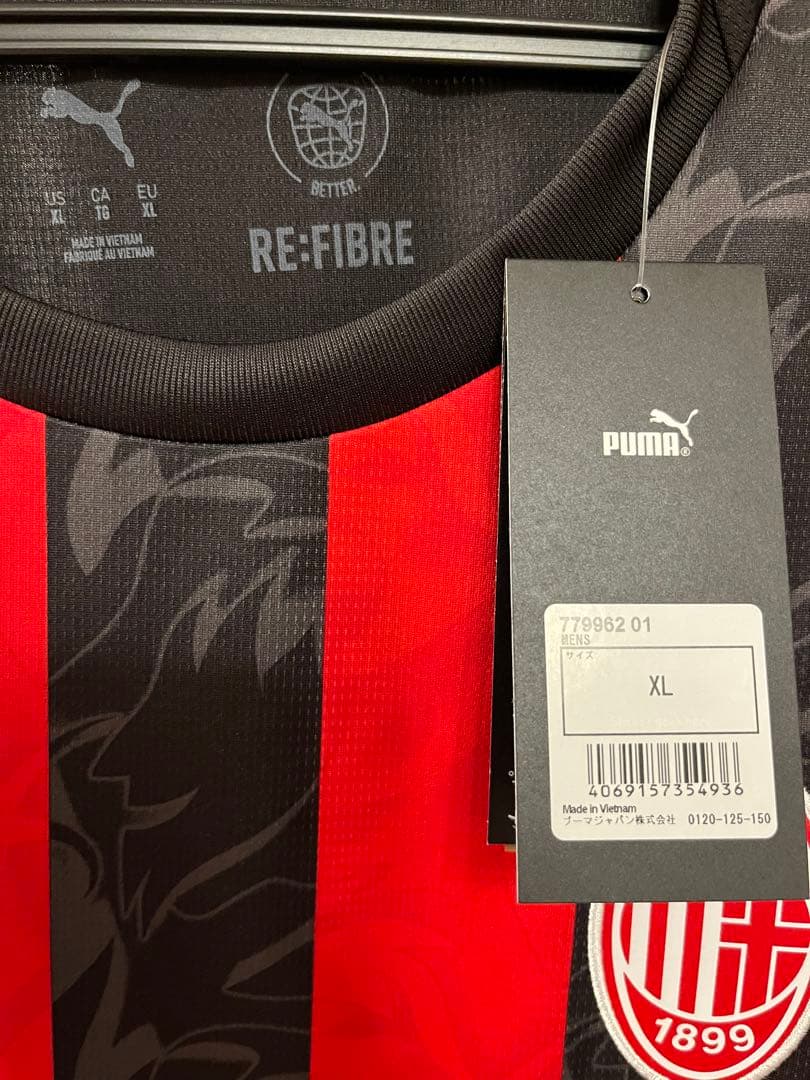 US CA EU
XL TG XL
MADE IN VIETNAM
FABRIQUÉ AU VIETNAM
BETTER.
RE:FIBRE
PUMA®
779962 01
MENS
サイズ
XL
4069157354936
Made in Vietnam
プーマジャパン株式会社 0120-125-150
1899